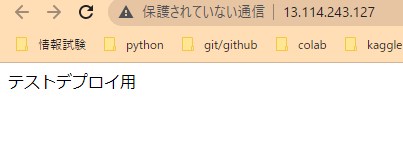 保護されていない通信 | 13.114.243.127
情報試験 python git/github colab kaggle
テストデプロイ用